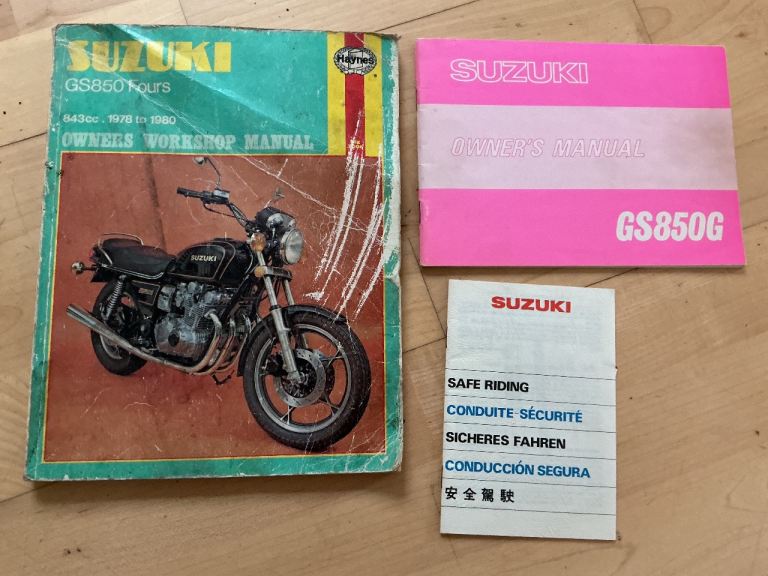 SUZUKI
GS850 Fours
843cc . 1978 to 1980
OWNERS WORKSHOP MANUAL
Haynes
SUZUKI
SUZUKI
OWNER'S MANUAL
GS850G
SUZUKI
SAFE RIDING
CONDUITE SÉCURITÉ
SICHERES FAHREN
CONDUCCIÓN SEGURA
安全駕駛